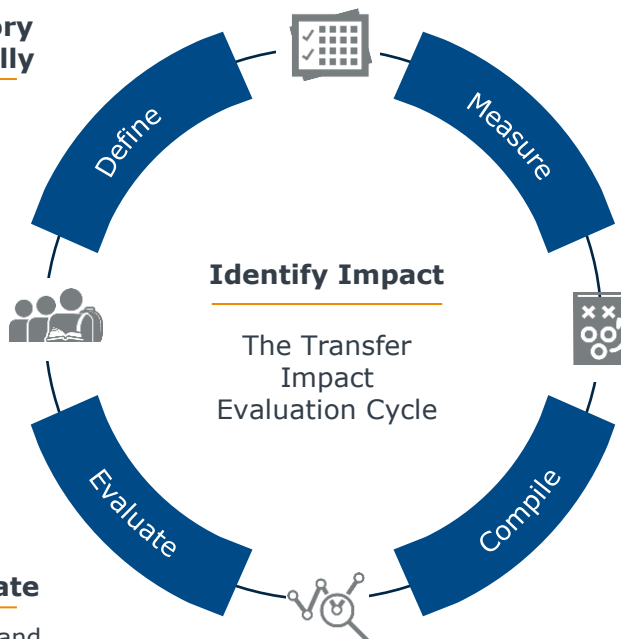 ory
lly
Define
Measure
Identify Impact
The Transfer
Impact
Evaluation Cycle
Evaluate
Compile
ate
and